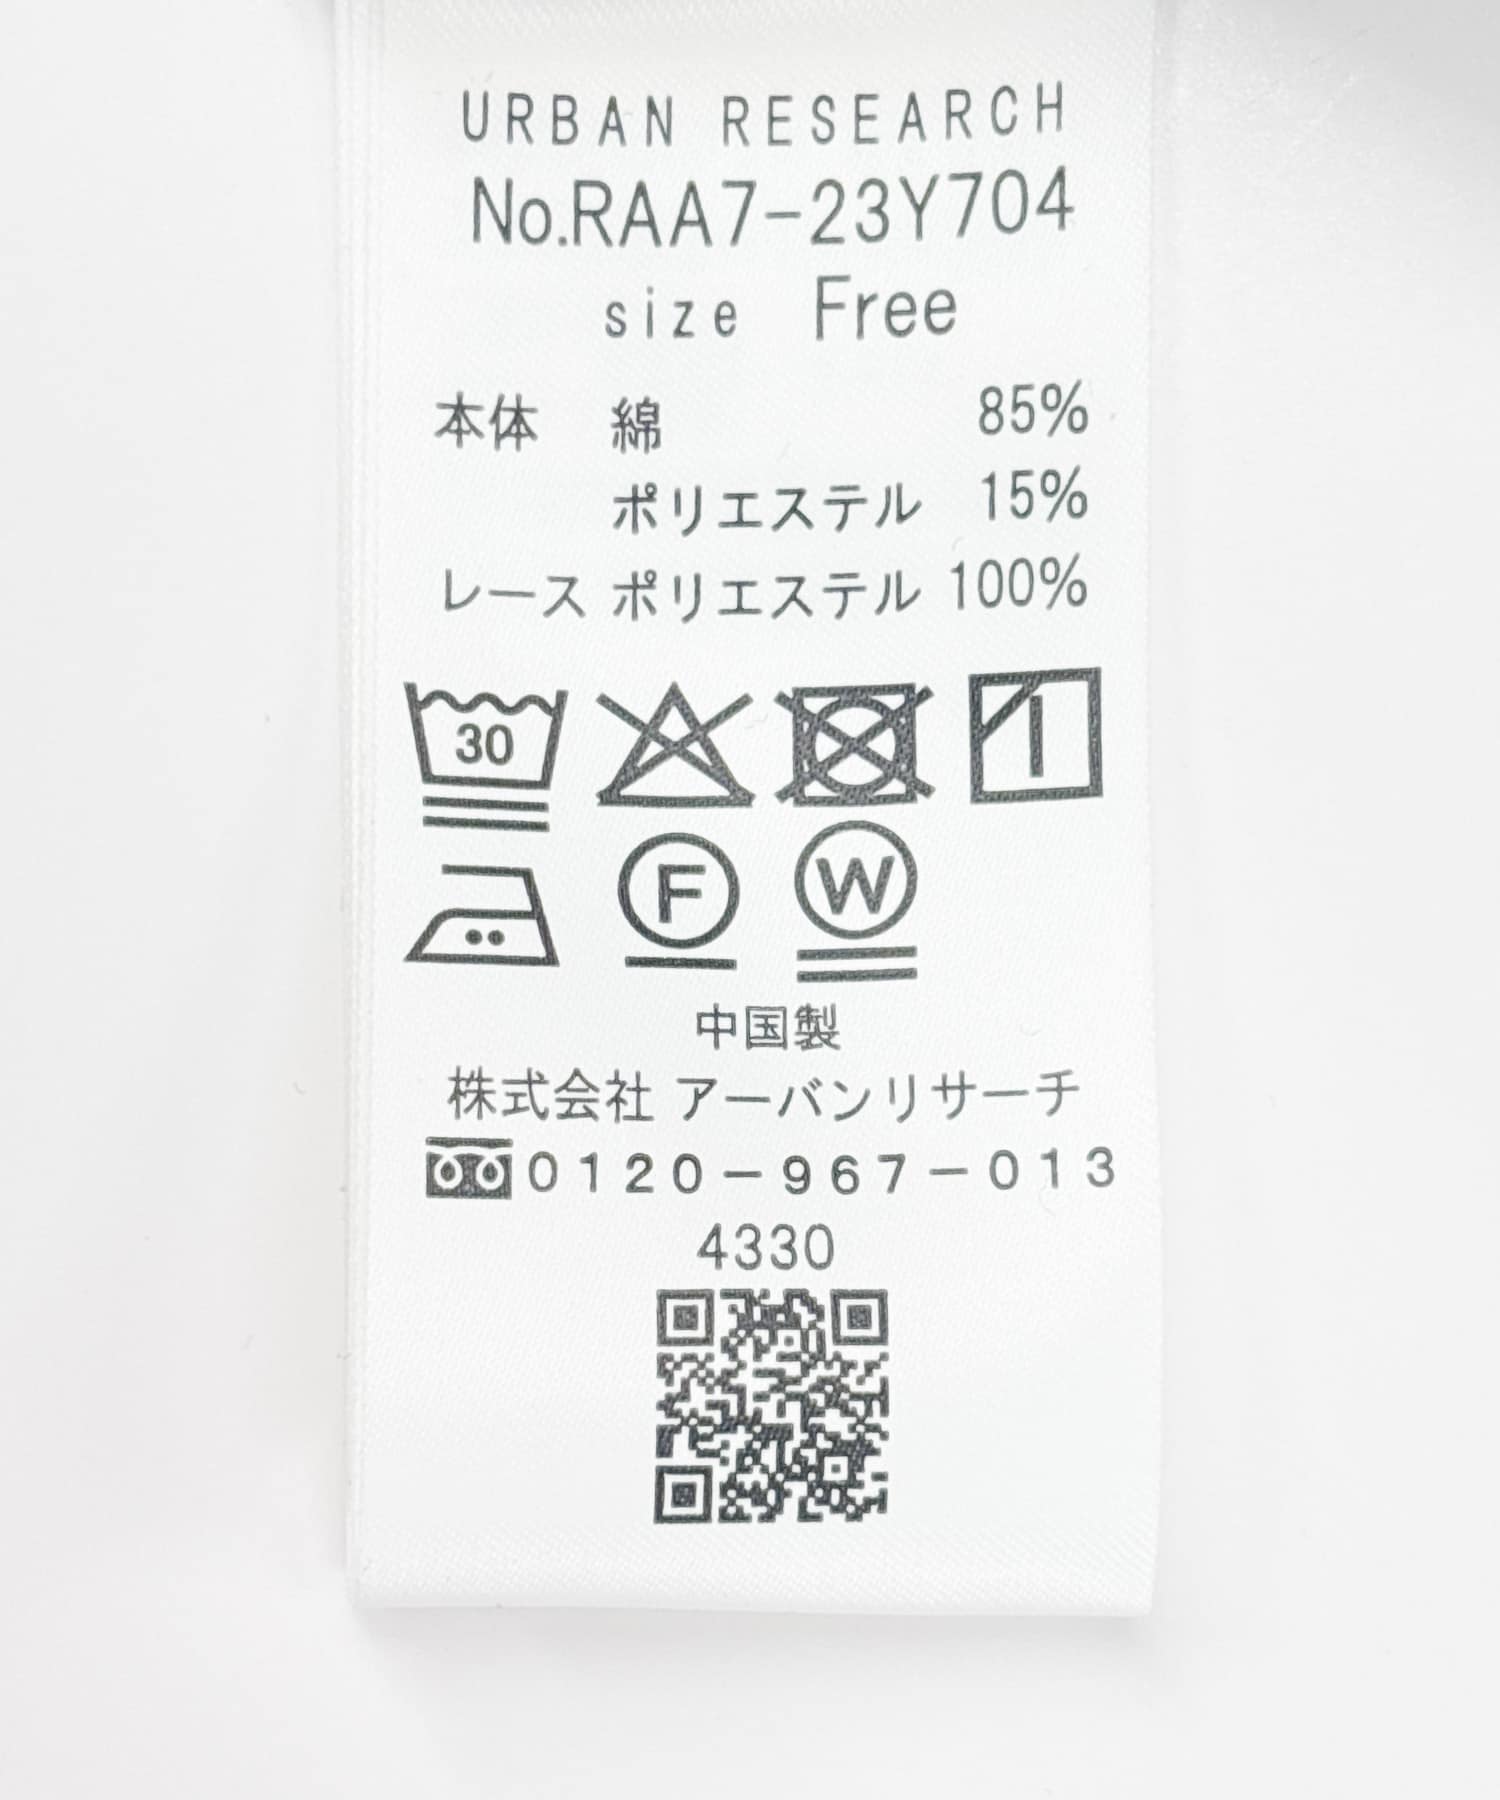 URBAN RESEARCH
No.RAA7-23Y704
size Free
本体 綿 85%
ポリエステル 15%
レース ポリエステル 100%
30
F W
中国製
株式会社 アーバンリサーチ
0120-967-013
4330